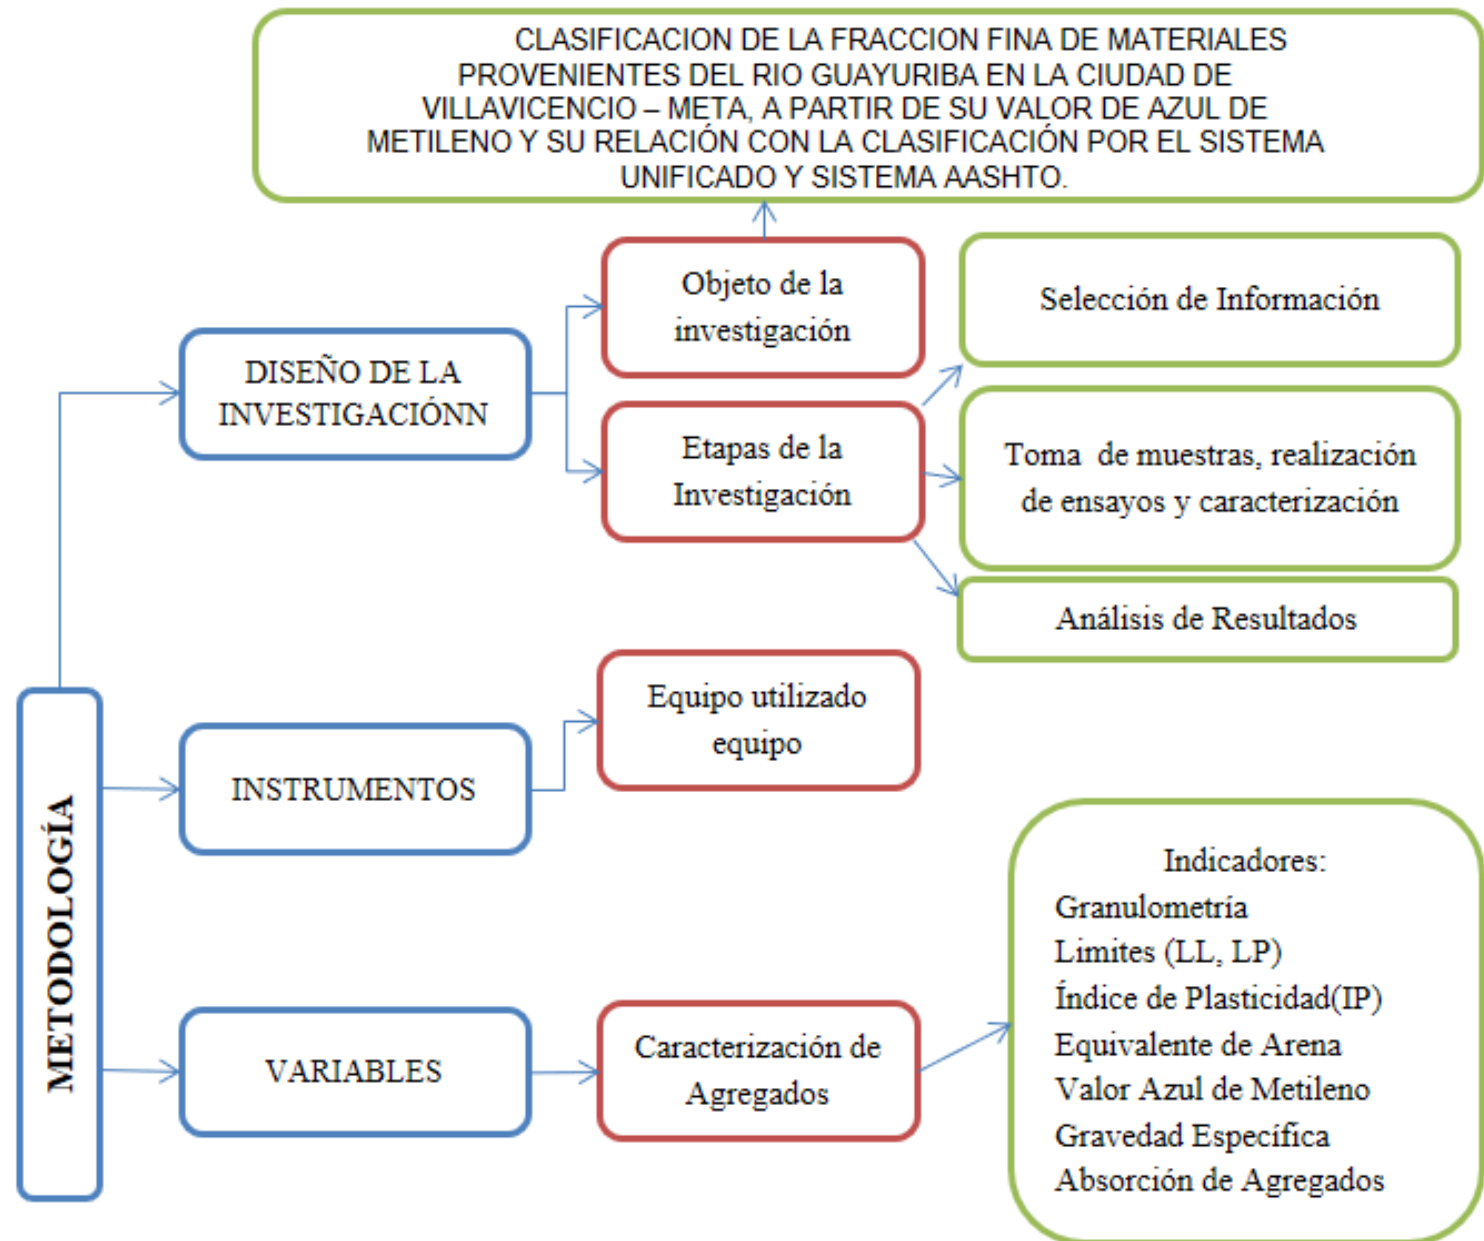 CLASIFICACION DE LA FRACCION FINA DE MATERIALES
PROVENIENTES DEL RIO GUAYURIBA EN LA CIUDAD DE
VILLAVICENCIO – META, A PARTIR DE SU VALOR DE AZUL DE
METILENO Y SU RELACIÓN CON LA CLASIFICACIÓN POR EL SISTEMA
UNIFICADO Y SISTEMA AASHTO.
Objeto de la
investigación
Selección de Información
DISEÑO DE LA
INVESTIGACIÓNN
Etapas de la
Investigación
Toma  de muestras, realización
de ensayos y caracterización
Análisis de Resultados
Equipo utilizado
equipo
INSTRUMENTOS
METODOLOGÍA
VARIABLES
Caracterización de
Agregados
Indicadores:
Granulometría
Limites (LL, LP)
Índice de Plasticidad(IP)
Equivalente de Arena
Valor Azul de Metileno
Gravedad Específica
Absorción de Agregados